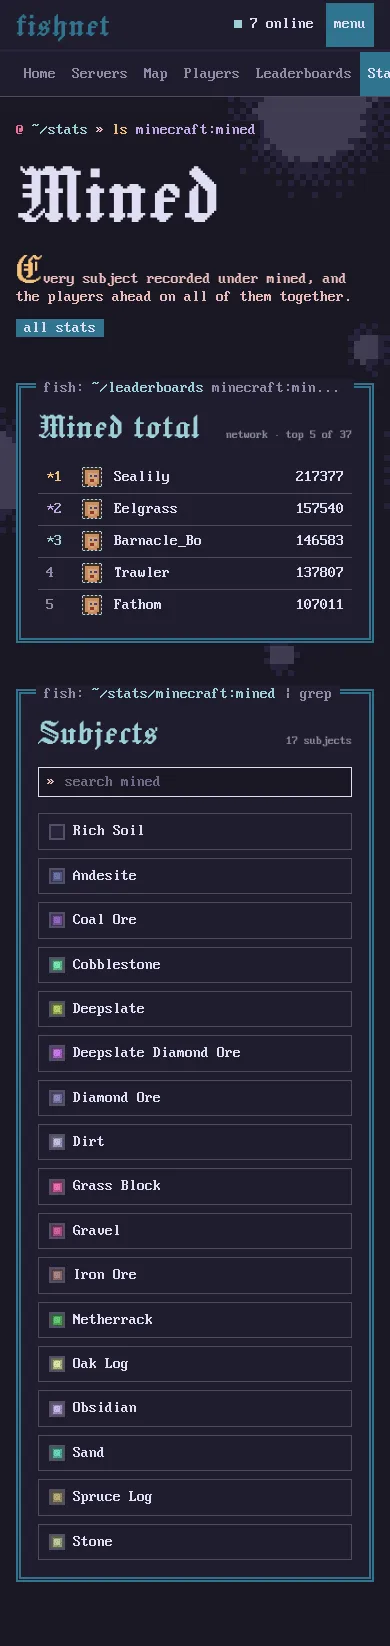 fishnet
7 online
menu
Home Servers Map Players Leaderboards Sta
@ ~/stats » ls minecraft:mined
Mined
Every subject recorded under mined, and
the players ahead on all of them together.
all stats
fish: ~/leaderboards minecraft:min...
Mined total
network · top 5 of 37
*1 Sealily 217377
*2 Eelgrass 157540
*3 Barnacle_Bo 146583
4 Trawler 137807
5 Fathom 107011
fish: ~/stats/minecraft:mined | grep
Subjects
17 subjects
» search mined
Rich Soil
Andesite
Coal Ore
Cobblestone
Deepslate
Deepslate Diamond Ore
Diamond Ore
Dirt
Grass Block
Gravel
Iron Ore
Netherrack
Oak Log
Obsidian
Sand
Spruce Log
Stone